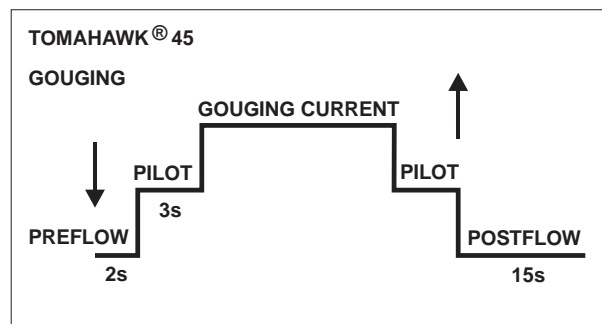 TOMAHAWK® 45
GOUGING
GOUGING CURRENT
PILOT
PILOT
3s
PREFLOW
POSTFLOW
2s
15s